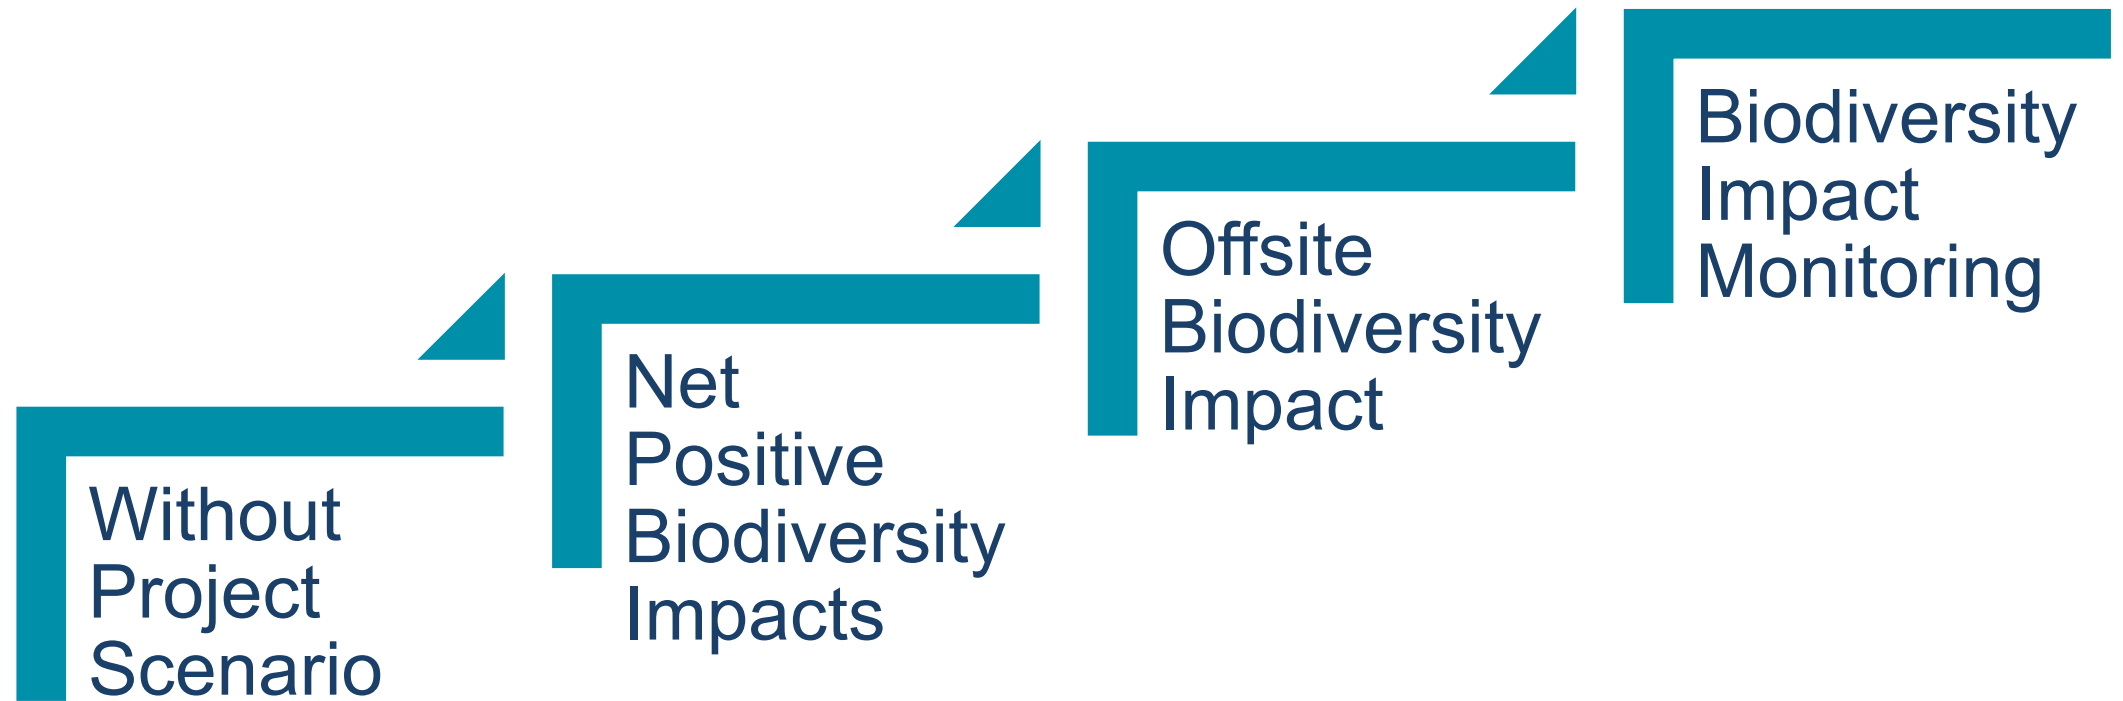 Without
Project
Scenario
Net
Positive
Biodiversity
Impacts
Offsite
Biodiversity
Impact
Biodiversity
Impact
Monitoring